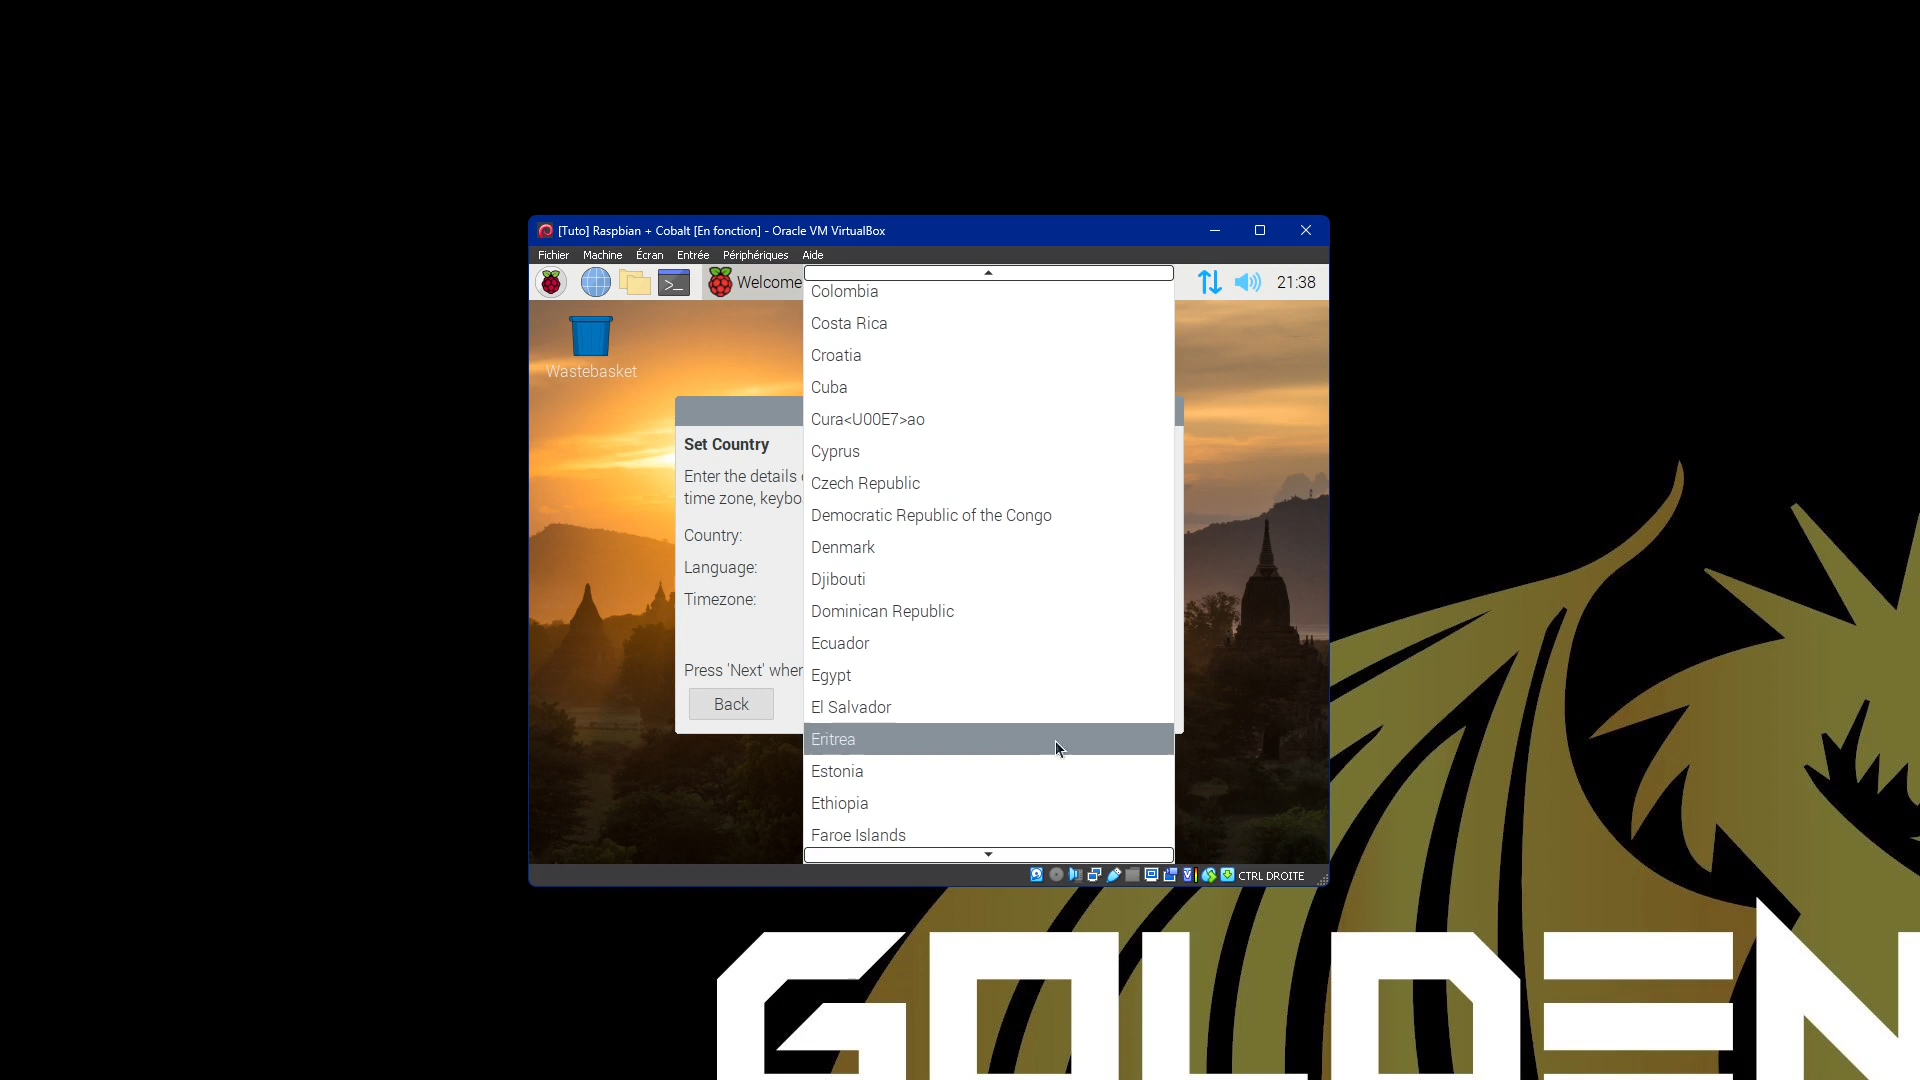 [Tuto] Raspbian + Cobalt [En fonction] - Oracle VM VirtualBox
Fichier Machine Écran Entrée Périphériques Aide
Welcome
21:38
Wastebasket
Set Country
Enter the details
time zone, keybo
Country:
Language:
Timezone:
Press 'Next' when
Back
Colombia
Costa Rica
Croatia
Cuba
Cura<U00E7>ao
Cyprus
Czech Republic
Democratic Republic of the Congo
Denmark
Djibouti
Dominican Republic
Ecuador
Egypt
El Salvador
Eritrea
Estonia
Ethiopia
Faroe Islands
CTRL DROITE
GOLDEN